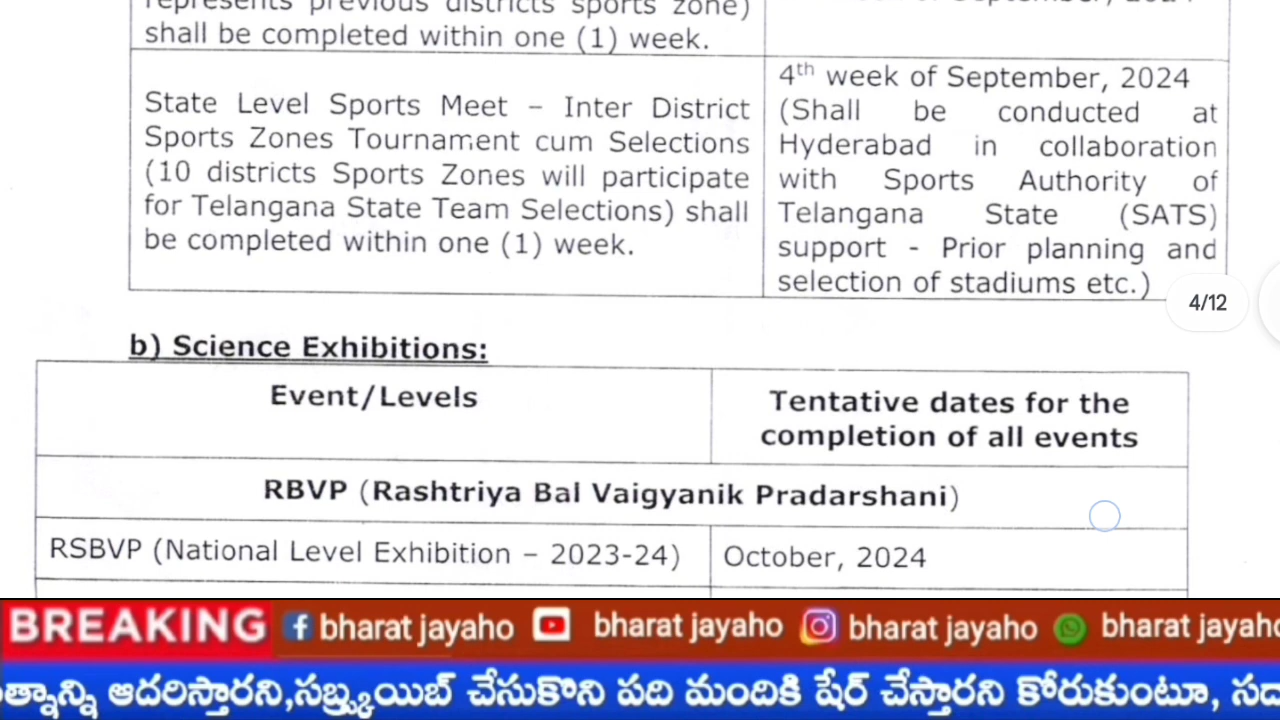 represents previous districts sports zone)
shall be completed within one (1) week.
State Level Sports Meet – Inter District
Sports Zones Tournament cum Selections
(10 districts Sports Zones will participate
for Telangana State Team Selections) shall
be completed within one (1) week.
4th week of September, 2024
(Shall be conducted at
Hyderabad in collaboration
with Sports Authority of
Telangana State (SATS)
support - Prior planning and
selection of stadiums etc.)
4/12
b) Science Exhibitions:
Event/Levels
Tentative dates for the
completion of all events
RBVP (Rashtriya Bal Vaigyanik Pradarshani)
RSBVP (National Level Exhibition – 2023-24)
October, 2024
BREAKING bharat jayaho bharat jayaho bharat jayaho bharat jayaho
ఆదరిస్తారని,సబ్స్క్రయిబ్ చేసుకొని పది మందికి షేర్ చేస్తారని కోరుకుంటూ,